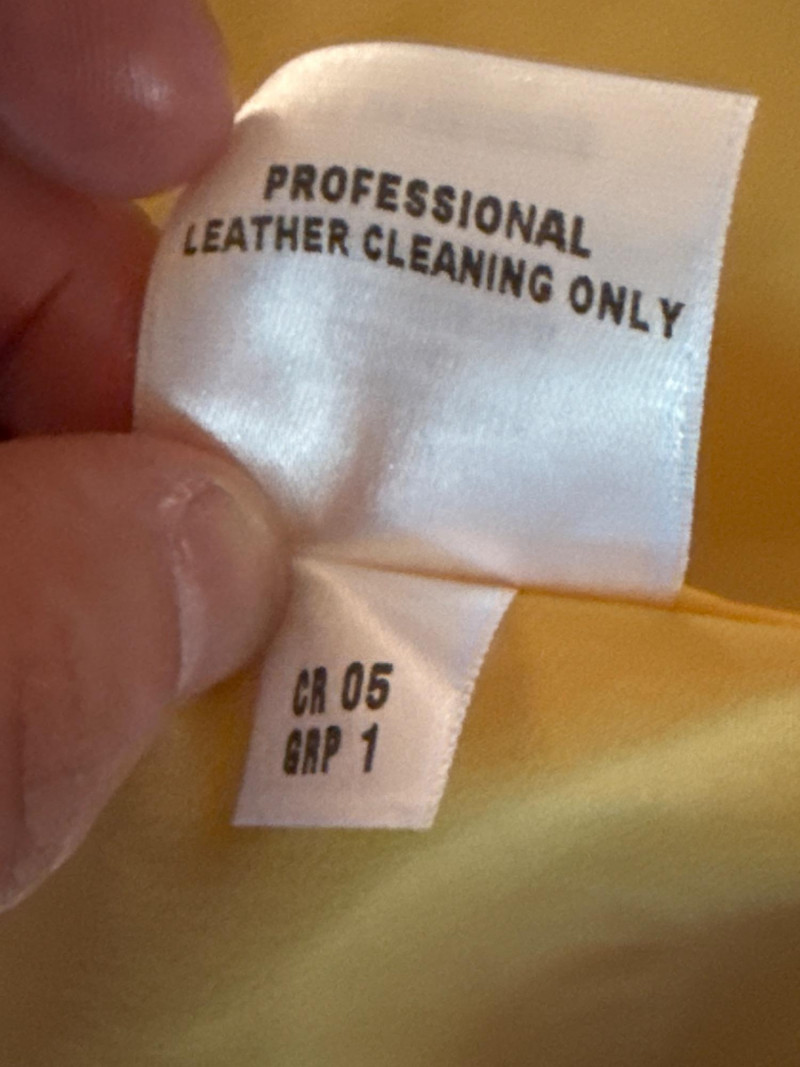 PROFESSIONAL
LEATHER CLEANING ONLY
CR 05
GRP 1